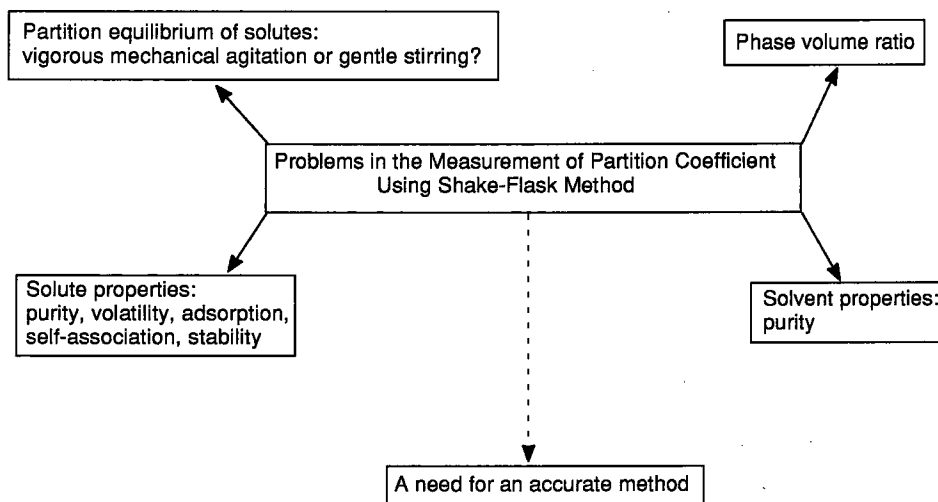 Partition equilibrium of solutes:
vigorous mechanical agitation or gentle stirring?
Phase volume ratio
Problems in the Measurement of Partition Coefficient
Using Shake-Flask Method
Solute properties:
purity, volatility, adsorption,
self-association, stability
Solvent properties:
purity
A need for an accurate method